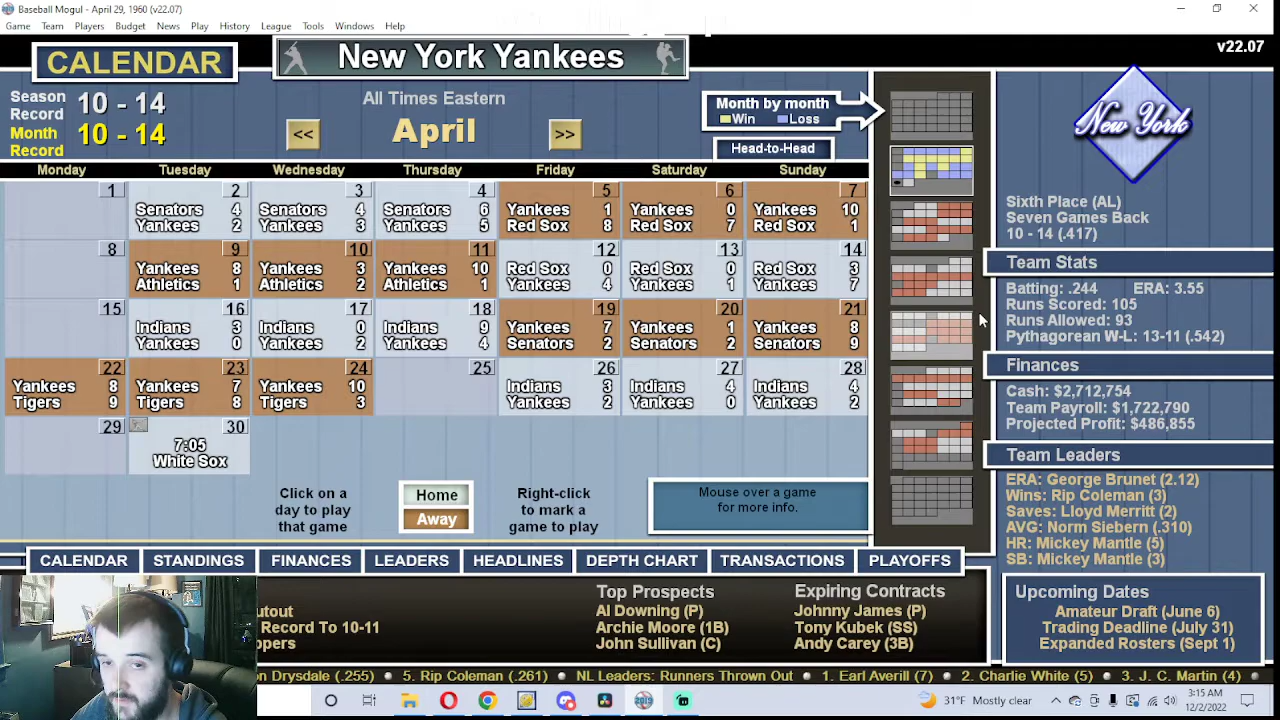 Baseball Mogul - April 29, 1960 (v22.07)
Game Team Players Budget News Play History League Tools Windows Help
CALENDAR
New York Yankees
v22.07
Season Record 10 - 14
Month Record 10 - 14
All Times Eastern
<< April >>
Month by month
Win Loss
Head-to-Head
New York
Monday Tuesday Wednesday Thursday Friday Saturday Sunday
1 2 3 4 5 6 7
Senators 4 Senators 4 Senators 6 Yankees 1 Yankees 0 Yankees 10
Yankees 2 Yankees 3 Yankees 5 Red Sox 8 Red Sox 7 Red Sox 1
8 9 10 11 12 13 14
Yankees 8 Yankees 3 Yankees 10 Red Sox 0 Red Sox 0 Red Sox 3
Athletics 1 Athletics 2 Athletics 1 Yankees 4 Yankees 1 Yankees 7
15 16 17 18 19 20 21
Indians 3 Indians 0 Indians 9 Yankees 7 Yankees 1 Yankees 8
Yankees 0 Yankees 2 Yankees 4 Senators 2 Senators 2 Senators 9
22 23 24 25 26 27 28
Yankees 8 Yankees 7 Yankees 10 Indians 3 Indians 4 Indians 4
Tigers 9 Tigers 8 Tigers 3 Yankees 2 Yankees 0 Yankees 2
29 30
7:05
White Sox
Click on a day to play that game
Home
Away
Right-click to mark a game to play
Mouse over a game
for more info.
Sixth Place (AL)
Seven Games Back
10 - 14 (.417)
Team Stats
Batting: .244 ERA: 3.55
Runs Scored: 105
Runs Allowed: 93
Pythagorean W-L: 13-11 (.542)
Finances
Cash: $2,712,754
Team Payroll: $1,722,790
Projected Profit: $486,855
Team Leaders
ERA: George Brunet (2.12)
Wins: Rip Coleman (3)
Saves: Lloyd Merritt (2)
AVG: Norm Siebern (.310)
HR: Mickey Mantle (5)
SB: Mickey Mantle (3)
CALENDAR STANDINGS FINANCES LEADERS HEADLINES DEPTH CHART TRANSACTIONS PLAYOFFS
utout
Record To 10-11
ppers
Top Prospects
Al Downing (P)
Archie Moore (1B)
John Sullivan (C)
Expiring Contracts
Johnny James (P)
Tony Kubek (SS)
Andy Carey (3B)
Upcoming Dates
Amateur Draft (June 6)
Trading Deadline (July 31)
Expanded Rosters (Sept 1)
on Drysdale (.255) 5. Rip Coleman (.261) NL Leaders: Runners Thrown Out 1. Earl Averill (7) 2. Charlie White (5) 3. J. C. Martin (4)
31°F Mostly clear
3:15 AM
12/2/2022